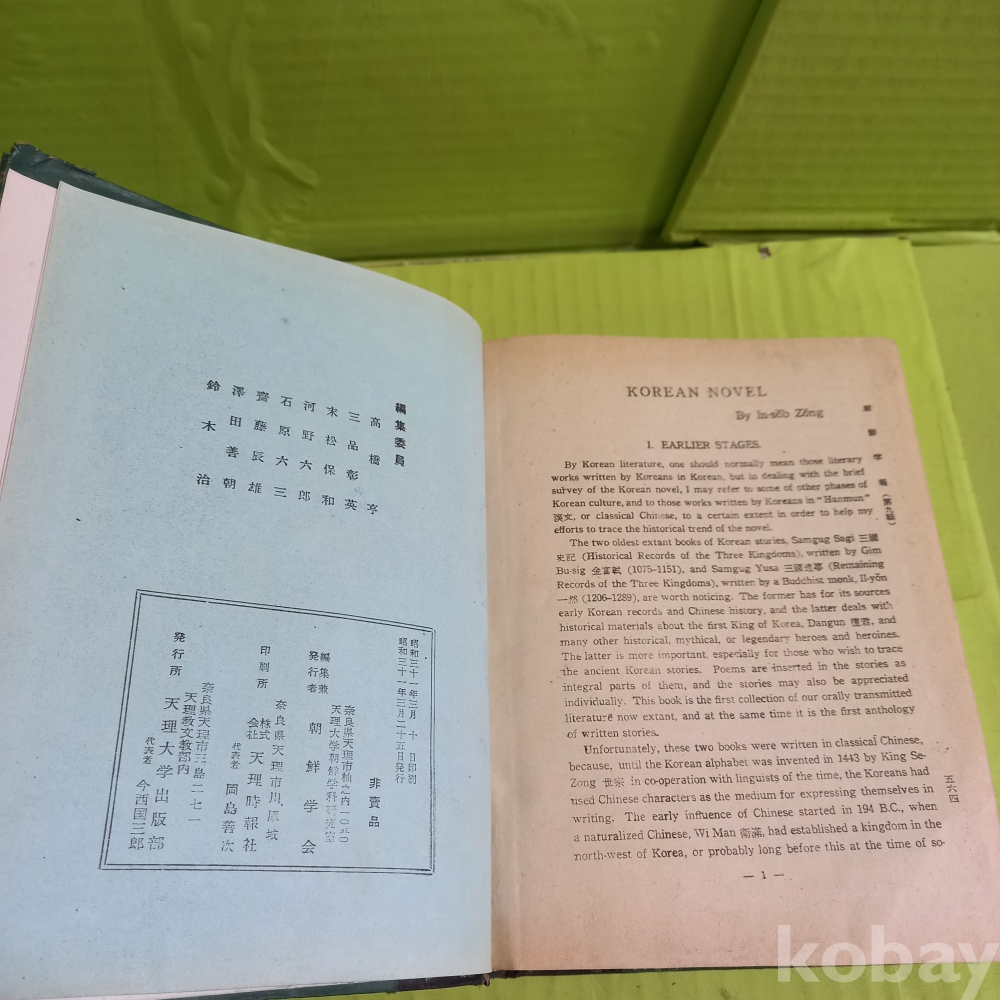 編集委員
高橋亨
三品彰英
末松保和
河野六郎
石原六三
齋藤辰雄
澤田善朝
鈴木治
昭和三十一年三月 十 日印刷
昭和三十一年三月二十五日発行
非賣品
奈良県天理市杣之内一〇五〇
天理大学朝鮮学科研究室
編集兼
発行者 朝鮮学会
奈良県天理市川原城
印刷所 株式会社 天理時報社
代表者 岡島善次
奈良県天理市三島二七一
天理教文教部内
発行所 天理大学出版部
代表者 今西国三郎
KOREAN NOVEL
By In-sŏb Zŏng
I. EARLIER STAGES.
By Korean literature, one should normally mean those literary
works written by Koreans in Korean, but in dealing with the brief
survey of the Korean novel, I may refer to some of other phases of
Korean culture, and to those works written by Koreans in "Hanmun"
漢文, or classical Chinese, to a certain extent in order to help my
efforts to trace the historical trend of the novel.
The two oldest extant books of Korean stories, Samgug Sagi 三國
史記 (Historical Records of the Three Kingdoms), written by Gim
Bu-sig 金富軾 (1075-1151), and Samgug Yusa 三國遺事 (Remaining
Records of the Three Kingdoms), written by a Buddhist monk, Il-yŏn
一然 (1206-1289), are worth noticing. The former has for its sources
early Korean records and Chinese history, and the latter deals with
historical materials about the first King of Korea, Dangun 檀君, and
many other historical, mythical, or legendary heroes and heroines.
The latter is more important, especially for those who wish to trace
the ancient Korean stories. Poems are inserted in the stories as
integral parts of them, and the stories may also be appreciated
individually. This book is the first collection of our orally transmitted
literature now extant, and at the same time it is the first anthology
of written stories.
Unfortunately, these two books were written in classical Chinese,
because, until the Korean alphabet was invented in 1443 by King Se-
Zong 世宗 in co-operation with linguists of the time, the Koreans had
used Chinese characters as the medium for expressing themselves in
writing. The early influence of Chinese started in 194 B.C., when
a naturalized Chinese, Wi Man 衛滿, had established a kingdom in the
north-west of Korea, or probably long before this at the time of so-
— 1 —
朝鮮学報(第九輯)
五六四
kobay